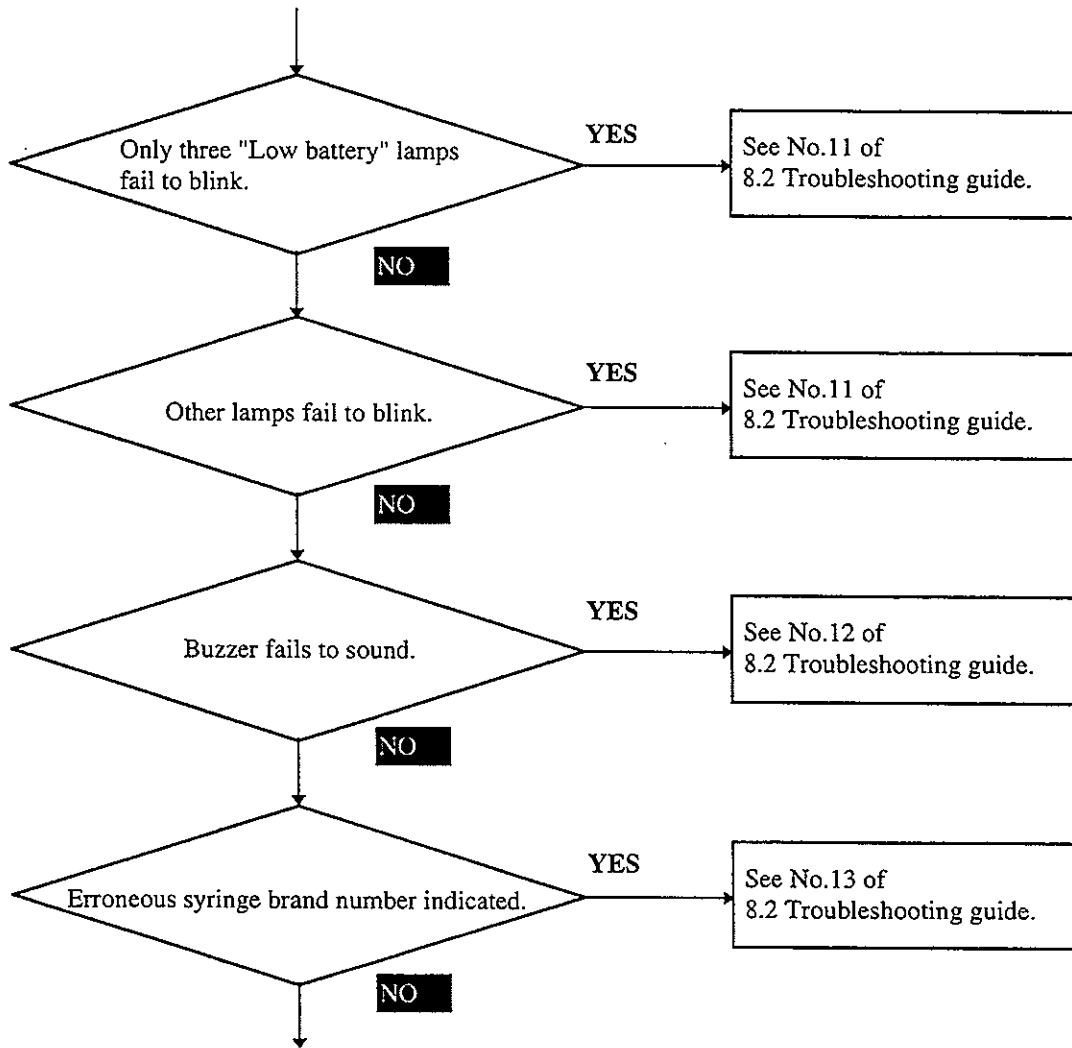 Only three "Low battery" lamps
fail to blink.
YES
See No.11 of
8.2 Troubleshooting guide.
NO
Other lamps fail to blink.
YES
See No.11 of
8.2 Troubleshooting guide.
NO
Buzzer fails to sound.
YES
See No.12 of
8.2 Troubleshooting guide.
NO
Erroneous syringe brand number indicated.
YES
See No.13 of
8.2 Troubleshooting guide.
NO